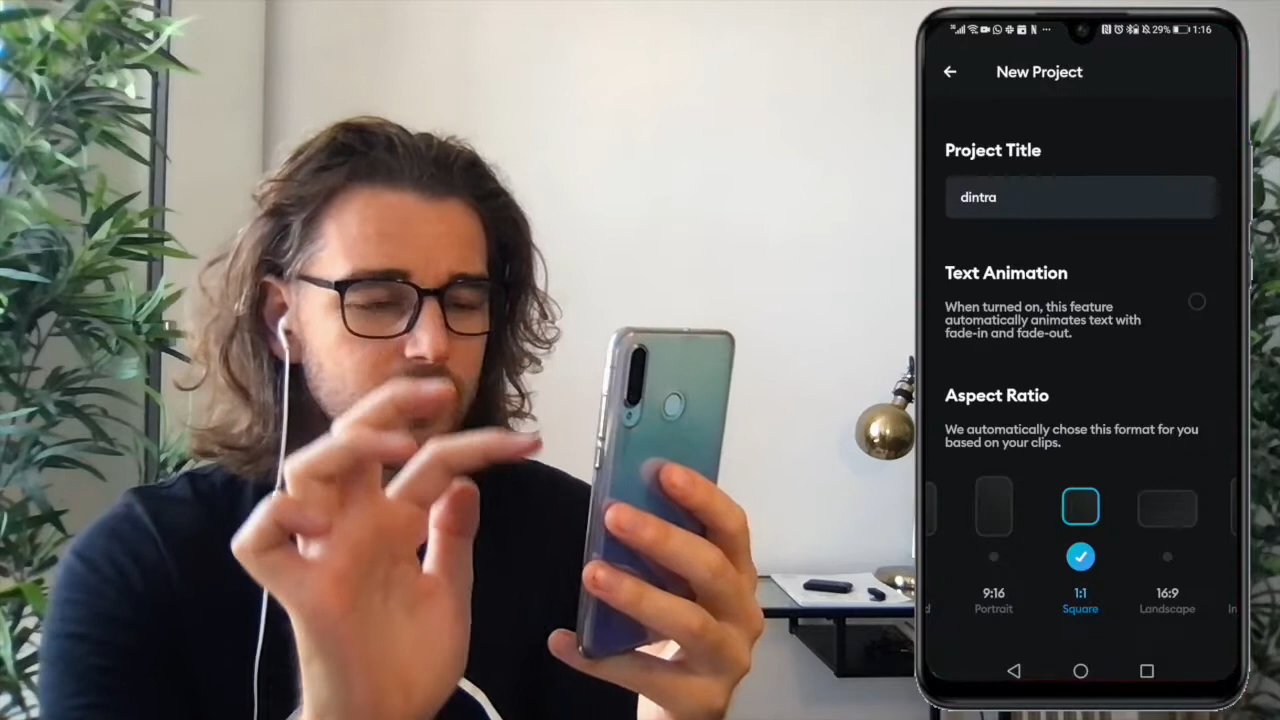 29% 1:16
New Project
Project Title
dintra
Text Animation
When turned on, this feature
automatically animates text with
fade-in and fade-out.
Aspect Ratio
We automatically chose this format for you
based on your clips.
9:16
Portrait
1:1
Square
16:9
Landscape